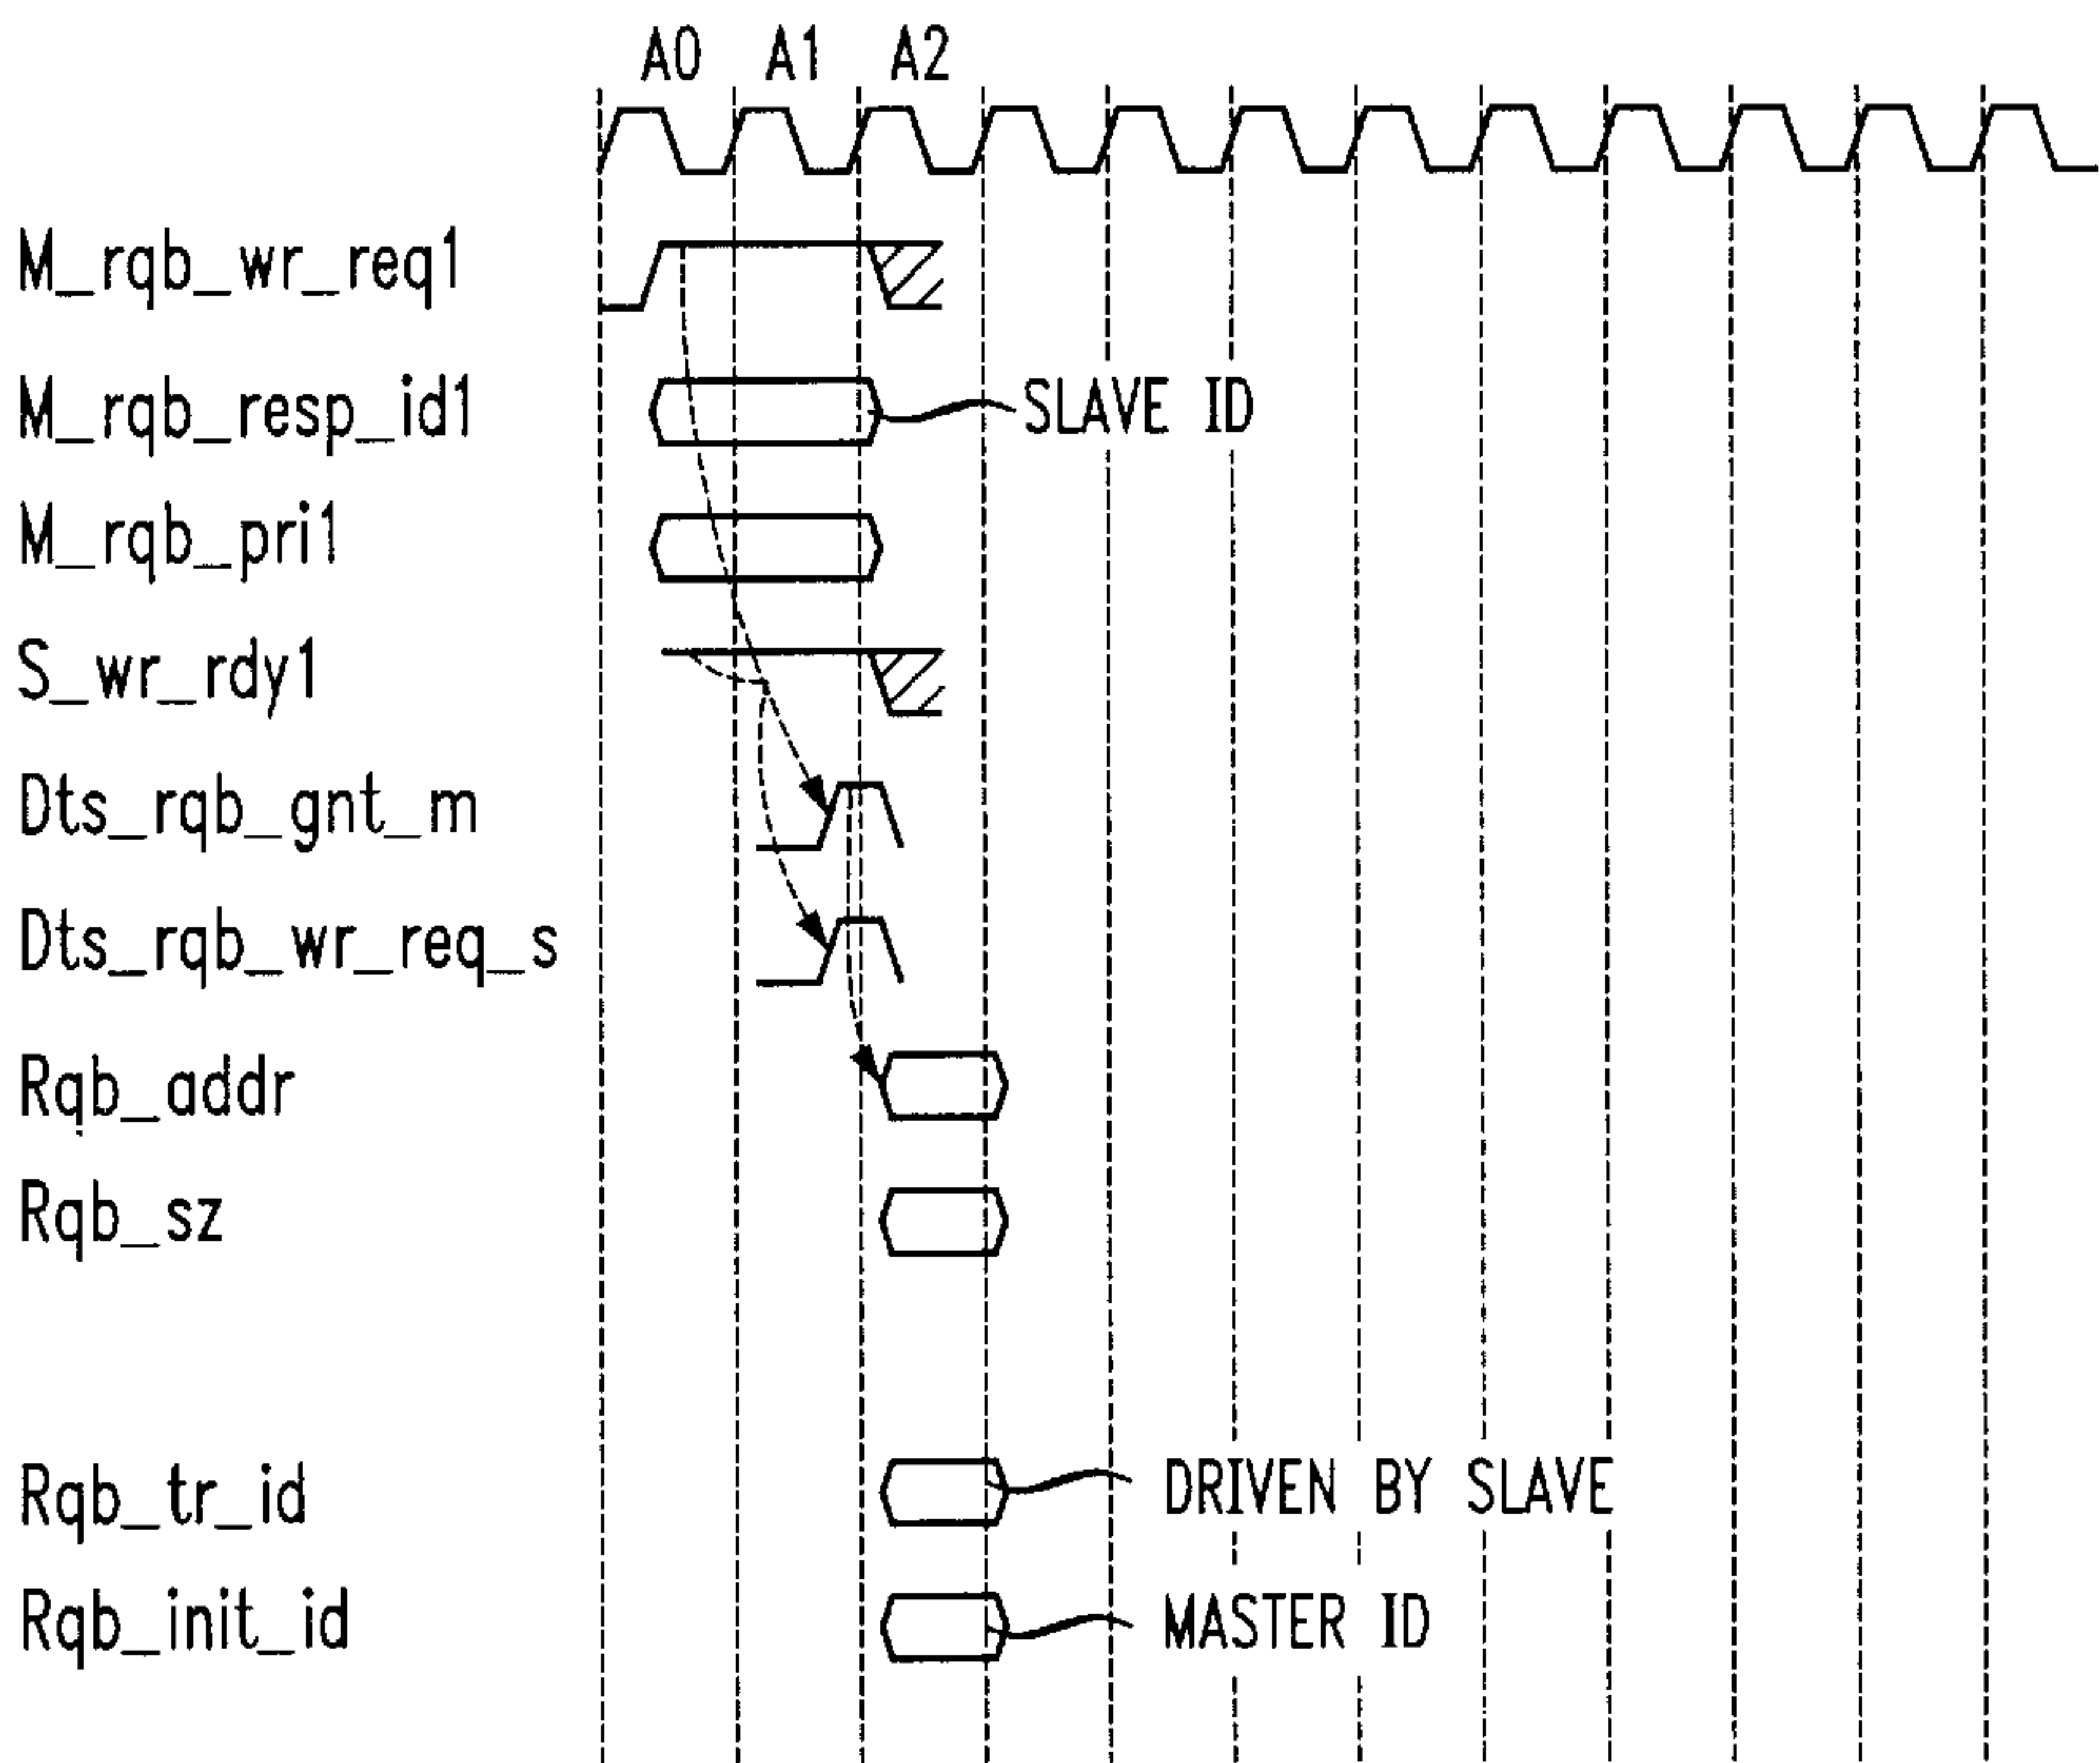 A0 A1 A2
M_rqb_wr_req1
M_rqb_resp_id1 SLAVE ID
M_rqb_pri1
S_wr_rdy1
Dts_rqb_gnt_m
Dts_rqb_wr_req_s
Rqb_addr
Rqb_sz
Rqb_tr_id DRIVEN BY SLAVE
Rqb_init_id MASTER ID